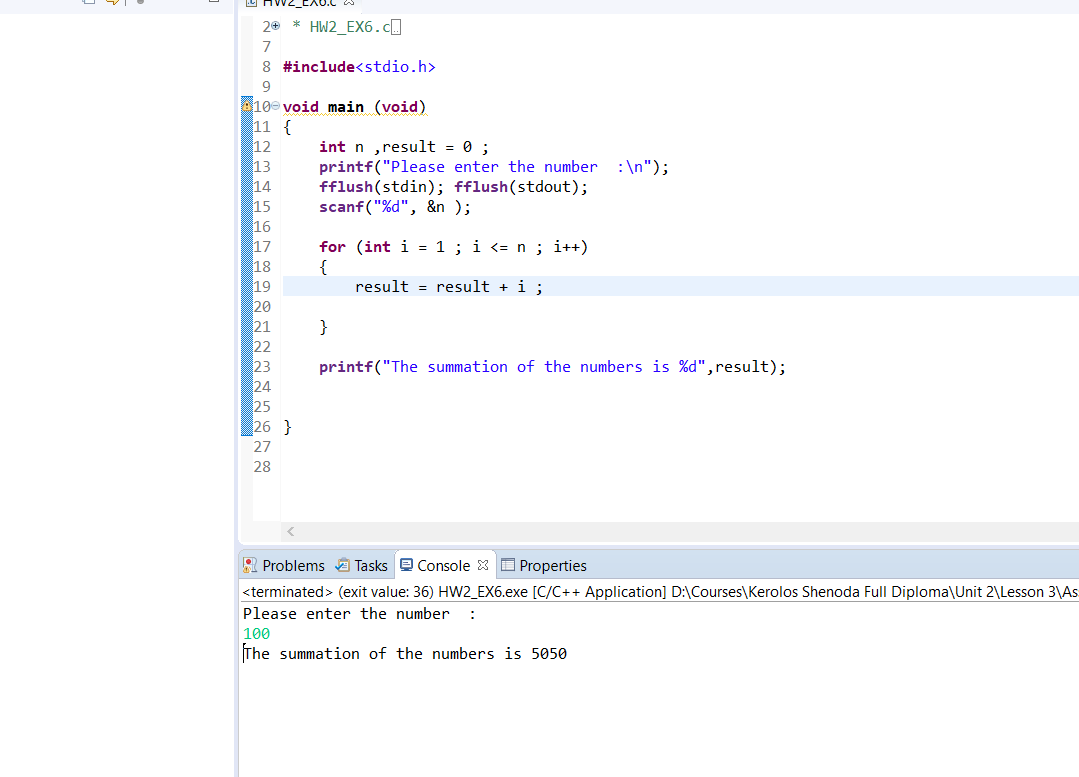 HW2_EX6.c
2 * HW2_EX6.c
7
8 #include<stdio.h>
9
10 void main (void)
11 {
12 int n ,result = 0 ;
13 printf("Please enter the number  :\n");
14 fflush(stdin); fflush(stdout);
15 scanf("%d", &n );
16
17 for (int i = 1 ; i <= n ; i++)
18 {
19 result = result + i ;
20
21 }
22
23 printf("The summation of the numbers is %d",result);
24
25
26 }
27
28
Problems Tasks Console Properties
<terminated> (exit value: 36) HW2_EX6.exe [C/C++ Application] D:\Courses\Kerolos Shenoda Full Diploma\Unit 2\Lesson 3\As
Please enter the number  :
100
The summation of the numbers is 5050